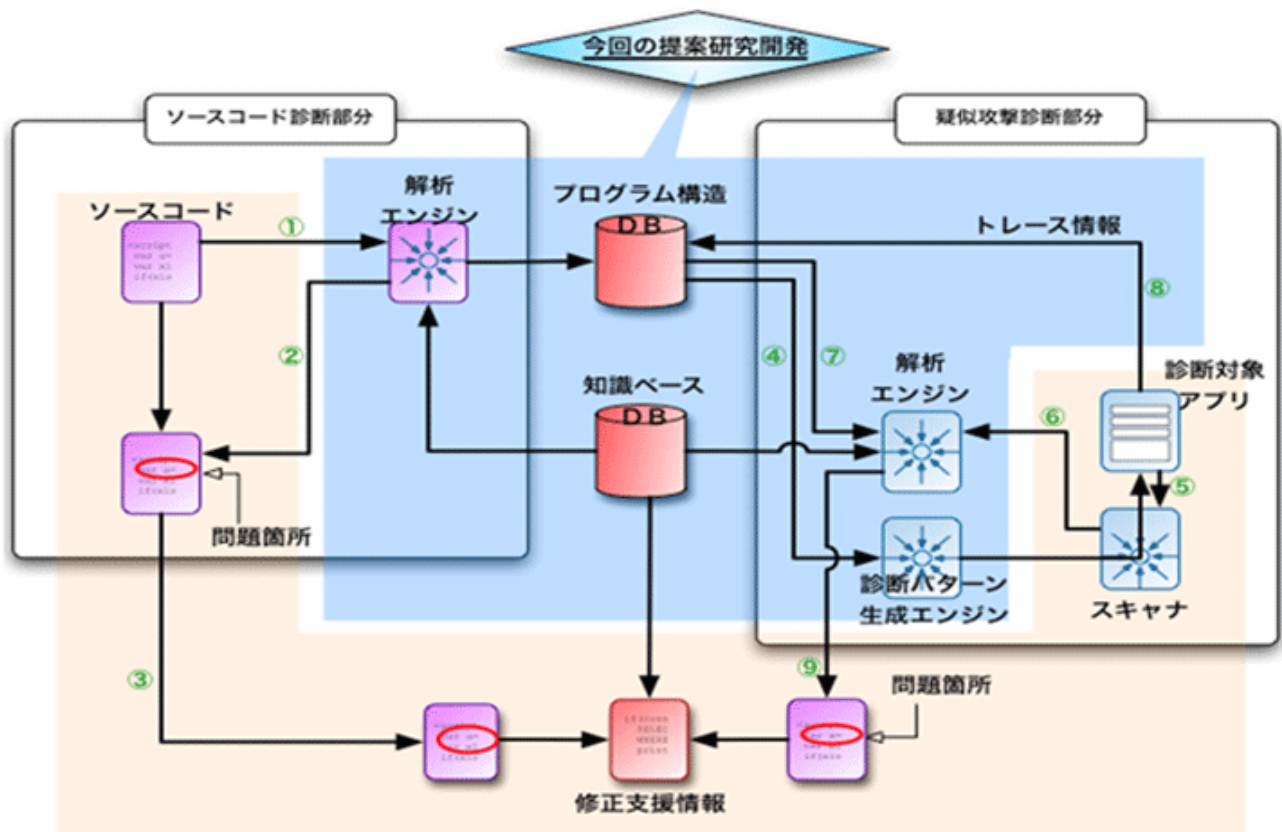 今回の提案研究開発
ソースコード診断部分
疑似攻撃診断部分
ソースコード
①
解析
エンジン
プログラム構造
DB
トレース情報
⑧
②
④
⑦
知識ベース
DB
解析
エンジン
診断対象
アプリ
⑥
⑤
問題箇所
診断パターン
生成エンジン
スキャナ
③
⑨
問題箇所
修正支援情報